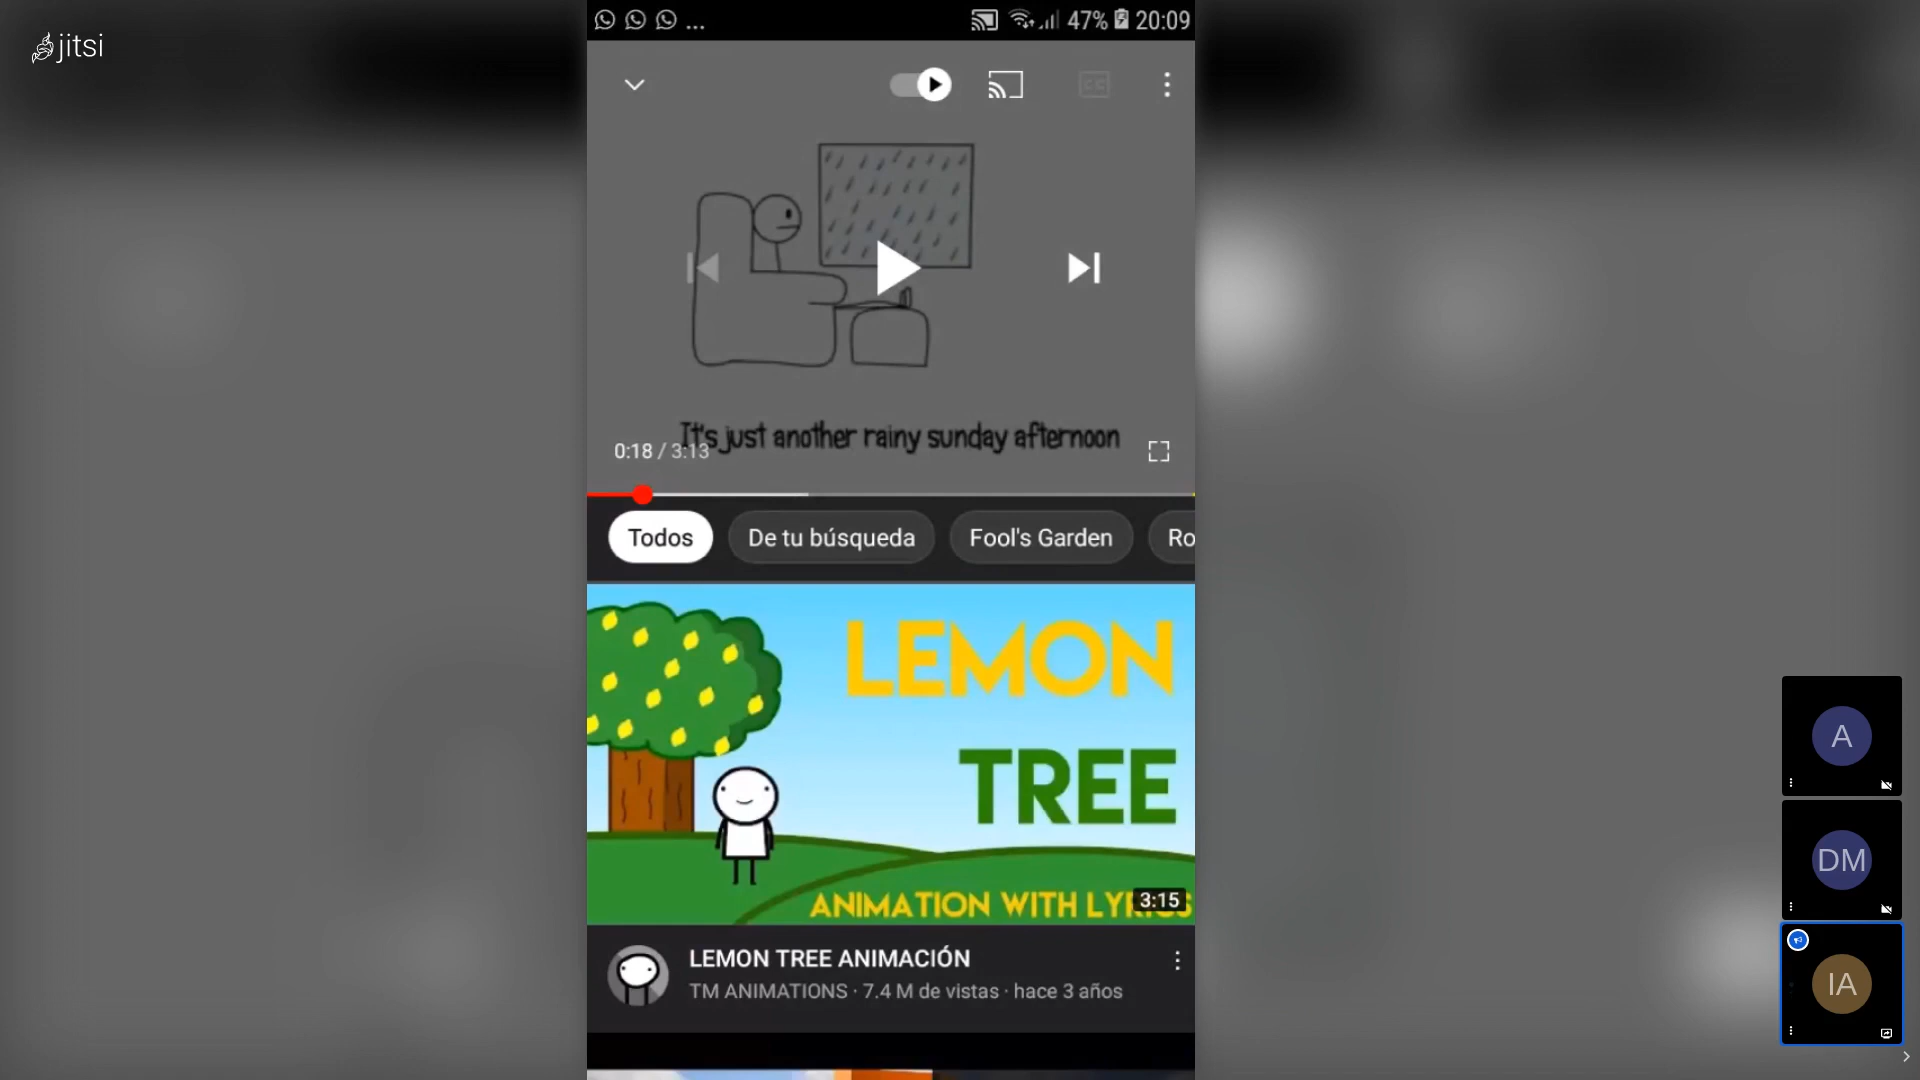 jitsi
... 47% 20:09
CC
It's just another rainy sunday afternoon
0:18 / 3:13
Todos De tu búsqueda Fool's Garden Ro
LEMON
TREE
ANIMATION WITH LYRICS
3:15
LEMON TREE ANIMACIÓN
TM ANIMATIONS · 7.4 M de vistas · hace 3 años
A
DM
IA